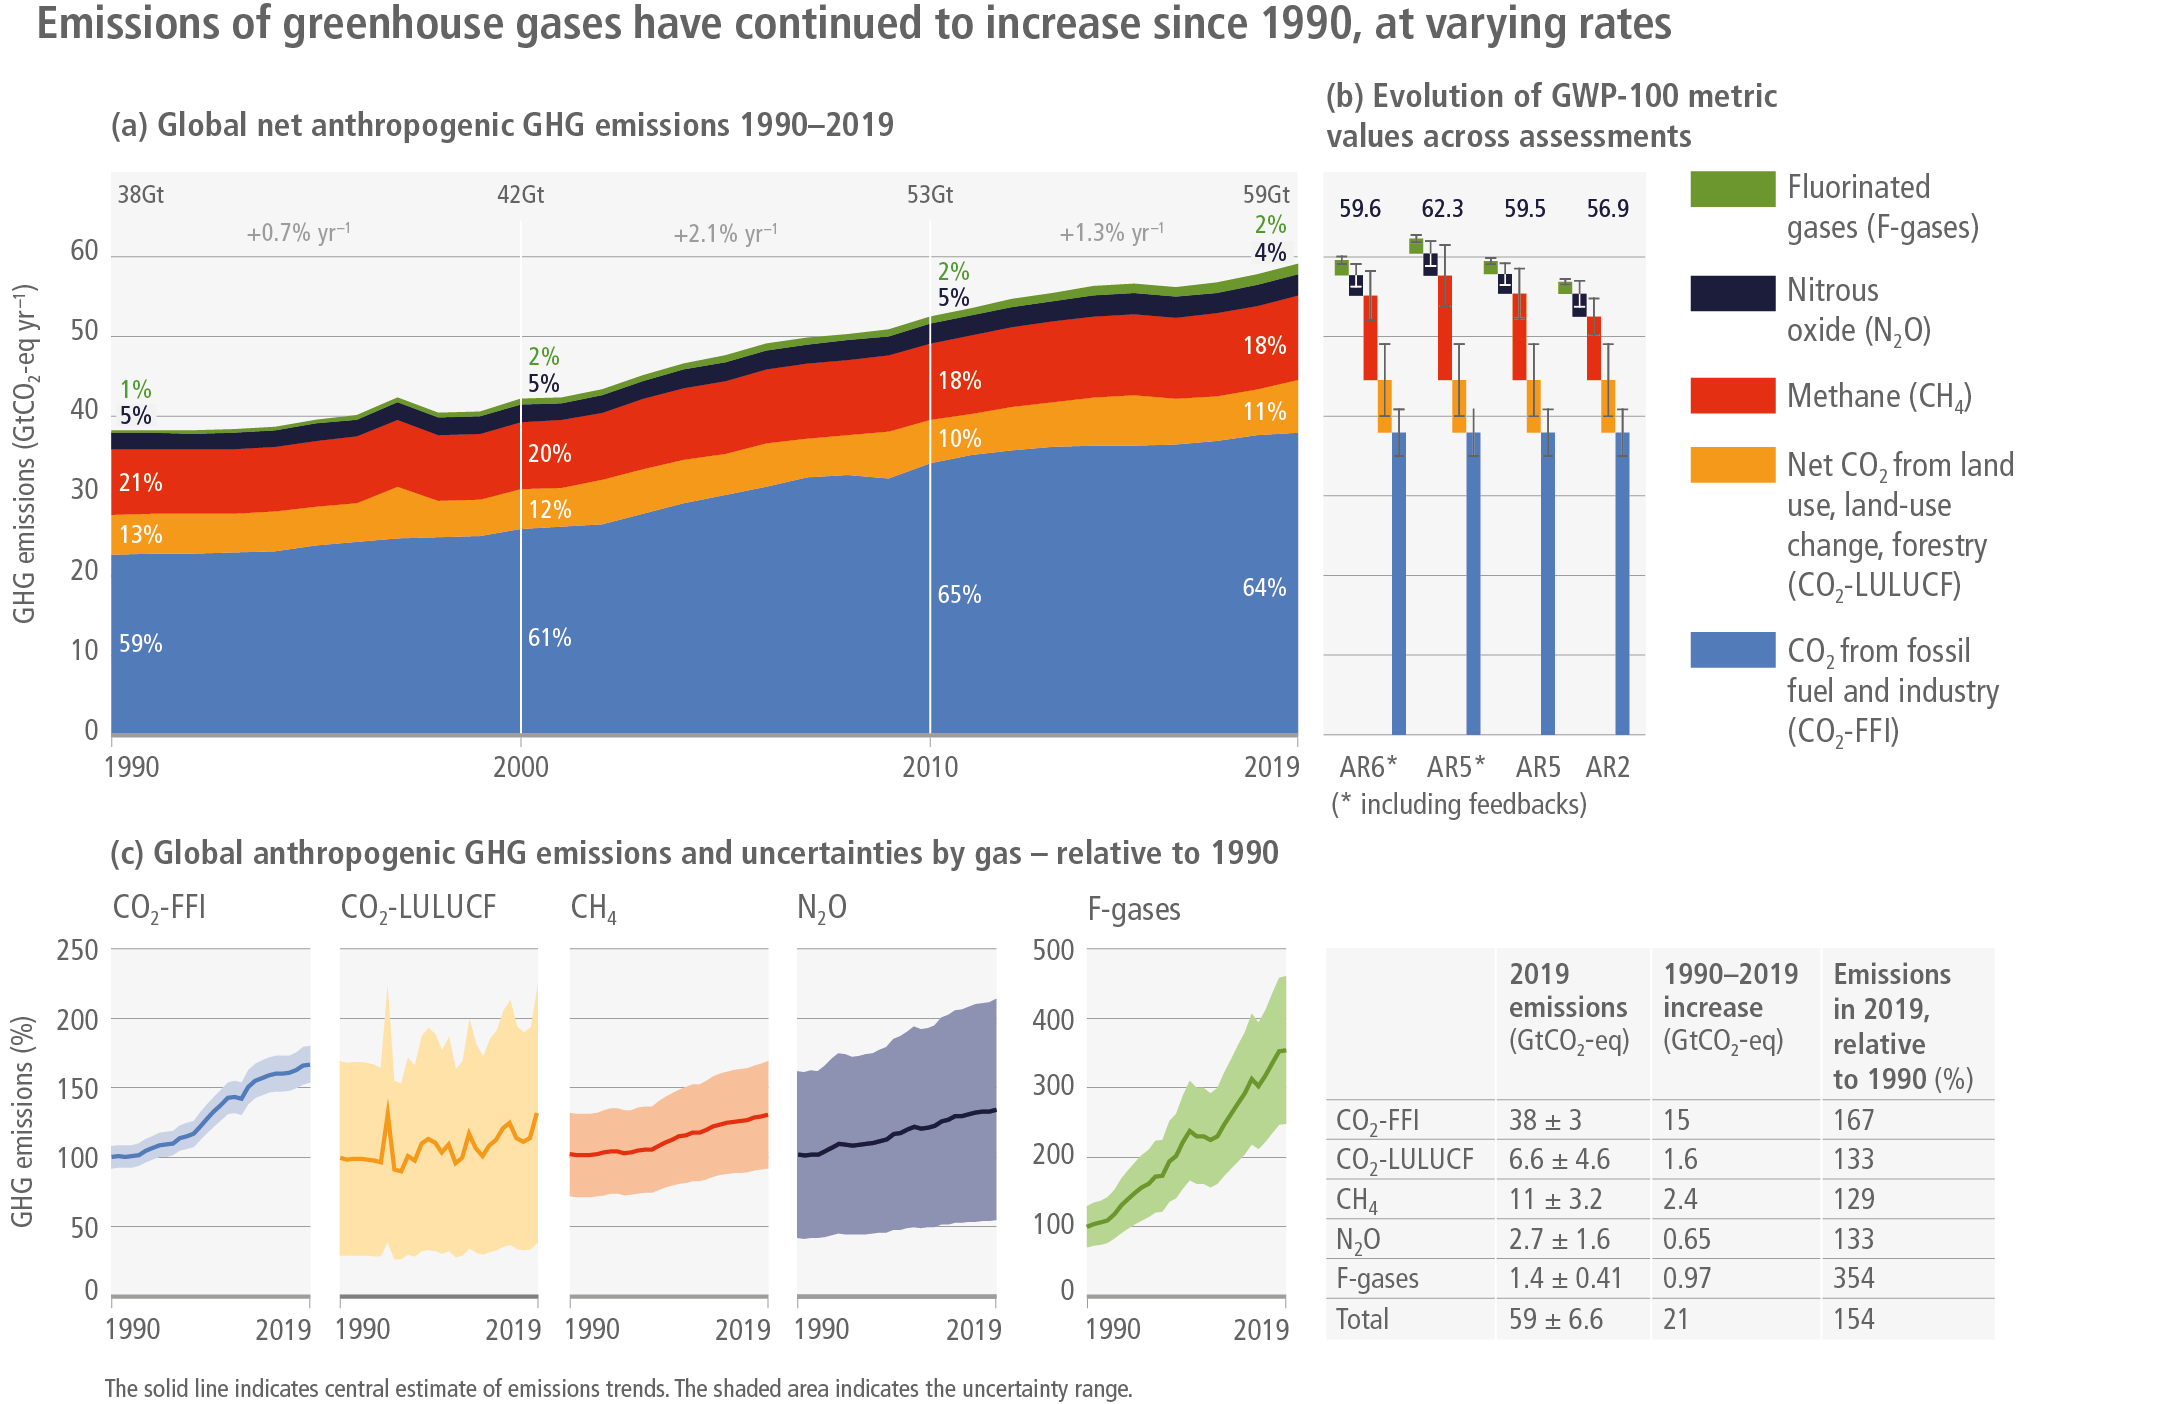 Emissions of greenhouse gases have continued to increase since 1990, at varying rates
(a) Global net anthropogenic GHG emissions 1990–2019
GHG emissions (GtCO₂-eq yr⁻¹)
60
50
40
30
20
10
0
38Gt
42Gt
53Gt
59Gt
+0.7% yr⁻¹
+2.1% yr⁻¹
+1.3% yr⁻¹
1%
5%
21%
13%
59%
2%
5%
20%
12%
61%
2%
5%
18%
10%
65%
2%
4%
18%
11%
64%
1990
2000
2010
2019
(b) Evolution of GWP-100 metric
values across assessments
59.6
62.3
59.5
56.9
AR6*
AR5*
AR5
AR2
(* including feedbacks)
Fluorinated
gases (F-gases)
Nitrous
oxide (N₂O)
Methane (CH₄)
Net CO₂ from land
use, land-use
change, forestry
(CO₂-LULUCF)
CO₂ from fossil
fuel and industry
(CO₂-FFI)
(c) Global anthropogenic GHG emissions and uncertainties by gas – relative to 1990
GHG emissions (%)
CO₂-FFI
250
200
150
100
50
0
1990 2019
CO₂-LULUCF
1990 2019
CH₄
1990 2019
N₂O
1990 2019
F-gases
500
400
300
200
100
0
1990 2019
2019
emissions
(GtCO₂-eq)
1990–2019
increase
(GtCO₂-eq)
Emissions
in 2019,
relative
to 1990 (%)
CO₂-FFI 38 ± 3 15 167
CO₂-LULUCF 6.6 ± 4.6 1.6 133
CH₄ 11 ± 3.2 2.4 129
N₂O 2.7 ± 1.6 0.65 133
F-gases 1.4 ± 0.41 0.97 354
Total 59 ± 6.6 21 154
The solid line indicates central estimate of emissions trends. The shaded area indicates the uncertainty range.